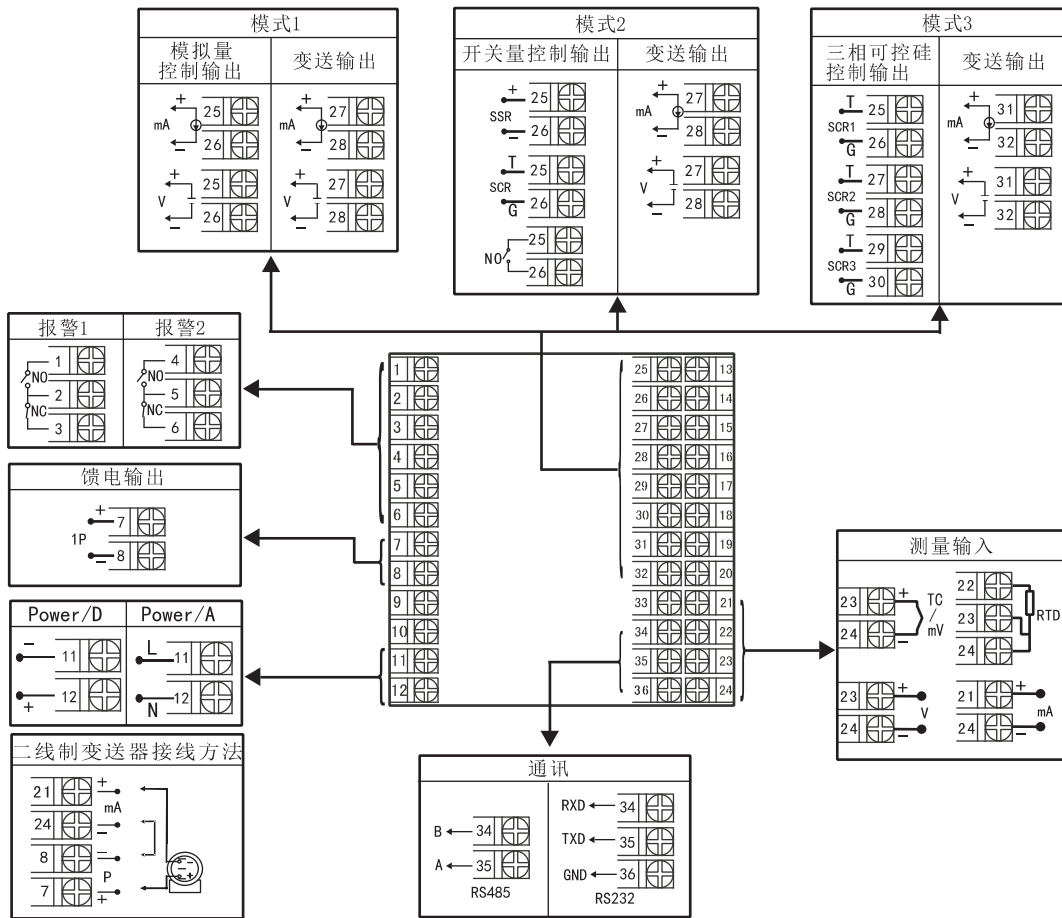 模式1
模拟量
控制输出
变送输出
+
mA
−
25
26
+
V
−
25
26
+
mA
−
27
28
+
V
−
27
28
模式2
开关量控制输出
变送输出
+
SSR
−
25
26
T
SCR
G
25
26
NO
25
26
+
mA
−
27
28
+
V
−
27
28
模式3
三相可控硅
控制输出
变送输出
T
SCR1
G
25
26
T
SCR2
G
27
28
T
SCR3
G
29
30
+
mA
−
31
32
+
V
−
31
32
报警1
报警2
1
NO
2
NC
3
4
NO
5
NC
6
馈电输出
+
1P
−
7
8
Power/D
Power/A
−
11
+
12
L
11
N
12
二线制变送器接线方法
21
+
mA
24
−
8
−
P
7
+
−
−
+
1
2
3
4
5
6
7
8
9
10
11
12
25 13
26 14
27 15
28 16
29 17
30 18
31 19
32 20
33 21
34 22
35 23
36 24
测量输入
23
+
TC
/
mV
24
−
22
23
RTD
24
23
+
V
24
−
21
+
mA
24
−
通讯
B
34
A
35
RS485
RXD
34
TXD
35
GND
36
RS232